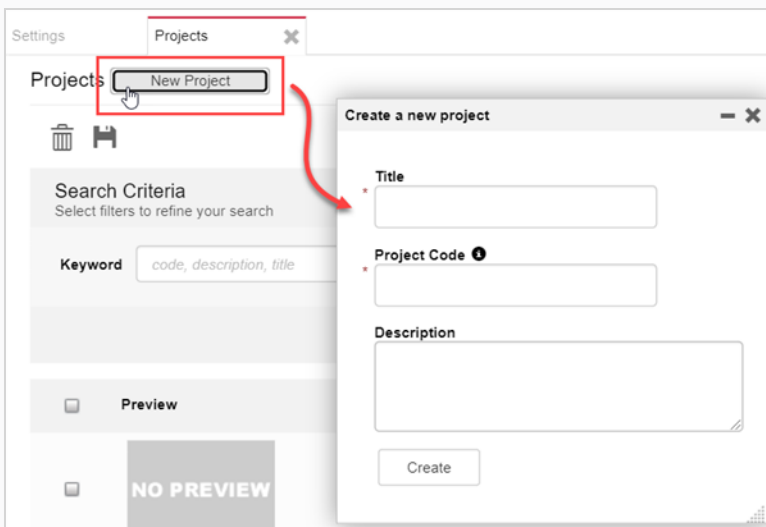 Settings
Projects
Projects
New Project
Search Criteria
Select filters to refine your search
Keyword
code, description, title
Preview
NO PREVIEW
Create a new project
* Title
* Project Code
Description
Create